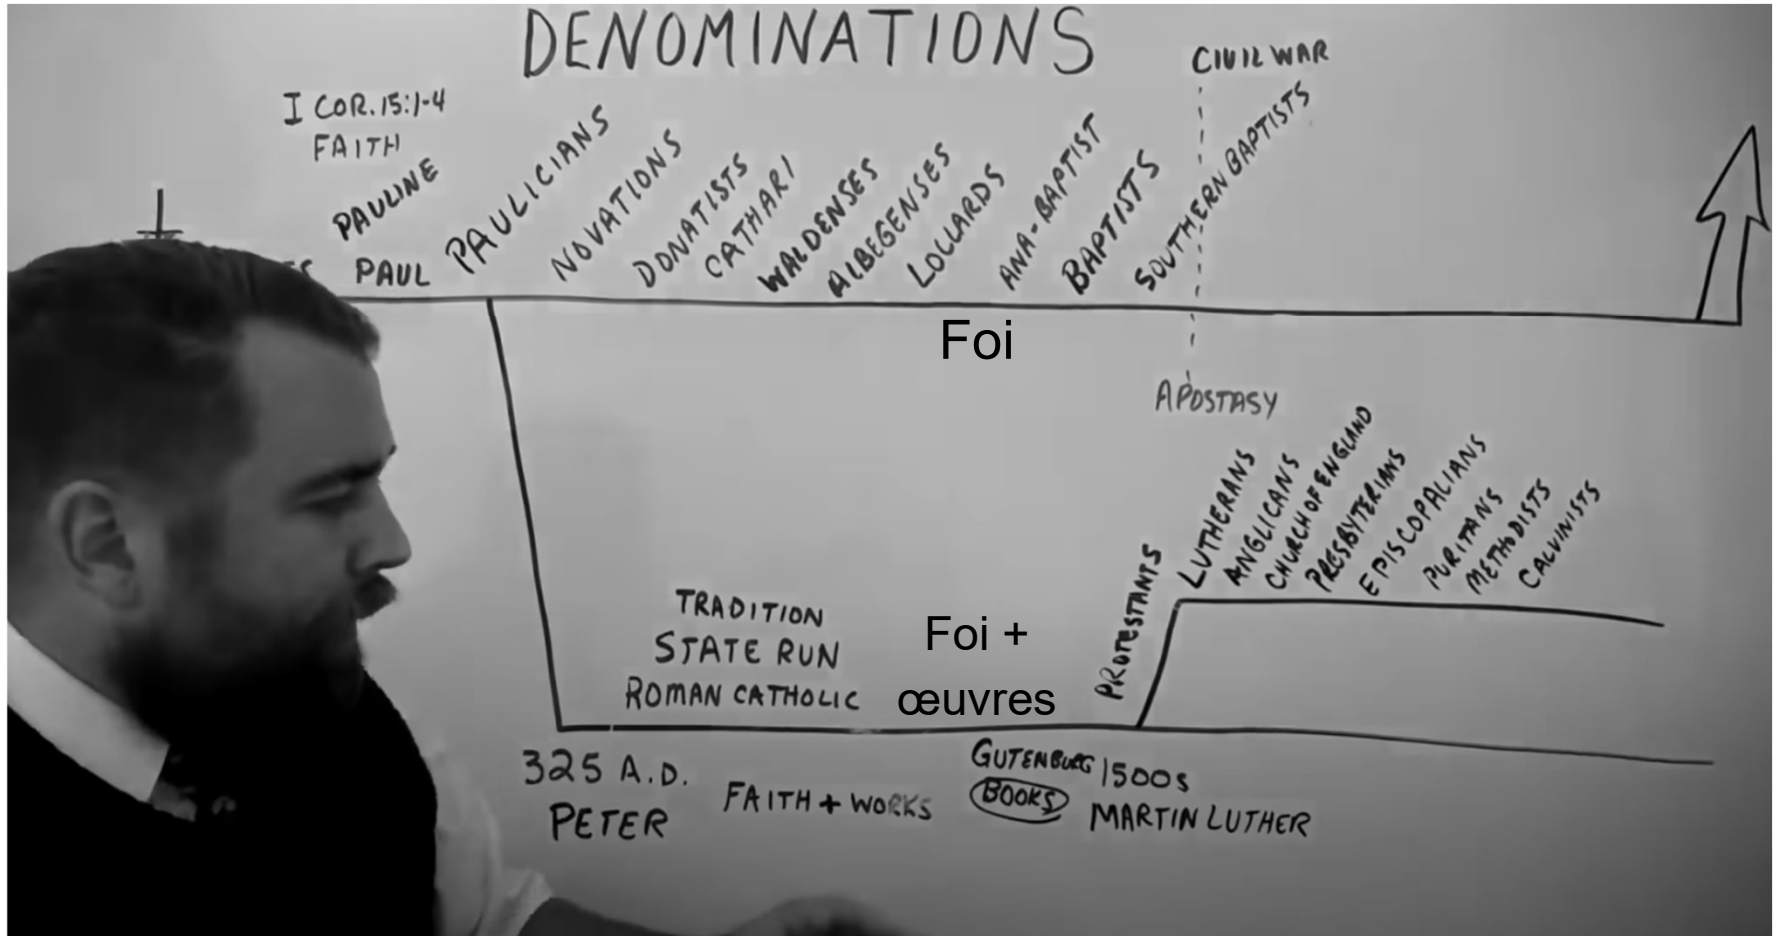 DENOMINATIONS
CIVIL WAR
I COR. 15:1-4
FAITH
PAULINE
PAUL
PAULICIANS
NOVATIONS
DONATISTS
CATHARI
WALDENSES
ALBEGENSES
LOLLARDS
ANA-BAPTIST
BAPTISTS
SOUTHERN BAPTISTS
Foi
APOSTASY
TRADITION
STATE RUN
ROMAN CATHOLIC
Foi +
œuvres
PROTESTANTS
LUTHERANS
ANGLICANS
CHURCH OF ENGLAND
PRESBYTERIANS
EPISCOPALIANS
PURITANS
METHODISTS
CALVINISTS
325 A.D.
PETER
FAITH + WORKS
GUTENBURG
BOOKS
1500s
MARTIN LUTHER